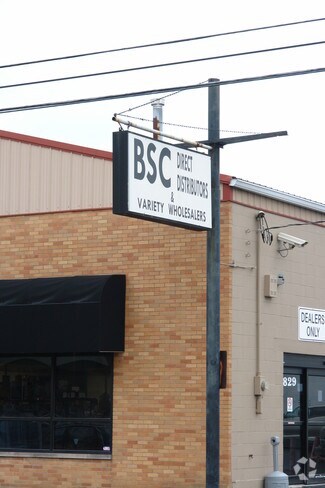 BSC DIRECT
DISTRIBUTORS
&
VARIETY WHOLESALERS
DEALERS
ONLY
829